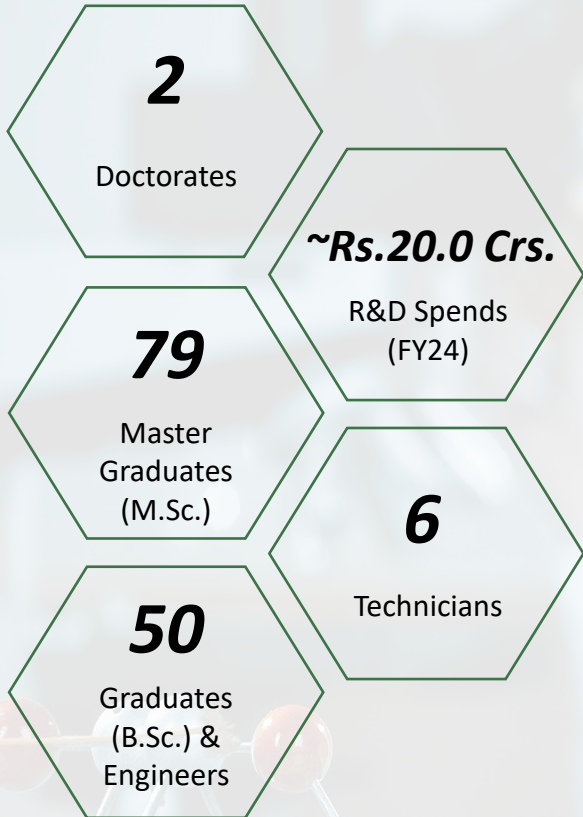 2
Doctorates
~Rs.20.0 Crs.
R&D Spends
(FY24)
79
Master
Graduates
(M.Sc.)
6
Technicians
50
Graduates
(B.Sc.) &
Engineers